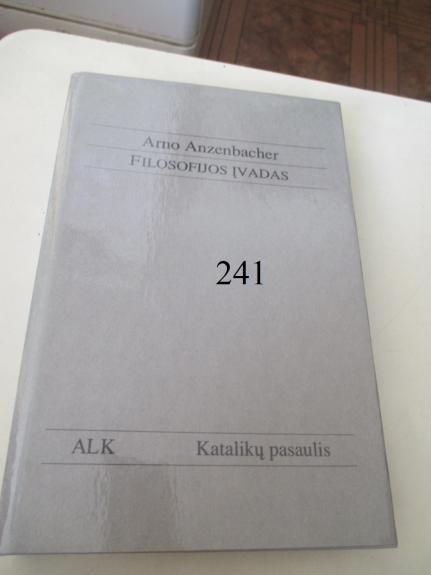 Arno Anzenbacher
FILOSOFIJOS ĮVADAS
241
ALK Katalikų pasaulis